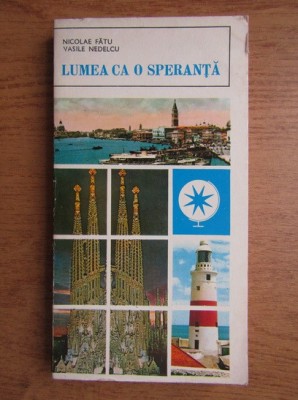 NICOLAE FĂTU
VASILE NEDELCU
LUMEA CA O SPERANȚĂ